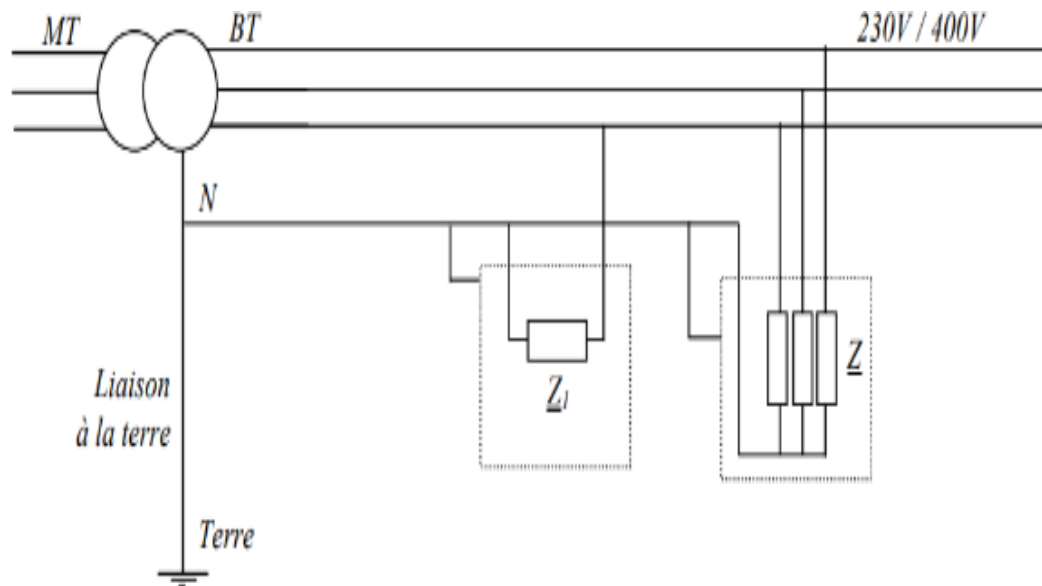 MT
BT
230V / 400V
N
Liaison
à la terre
Z1
Z
Terre